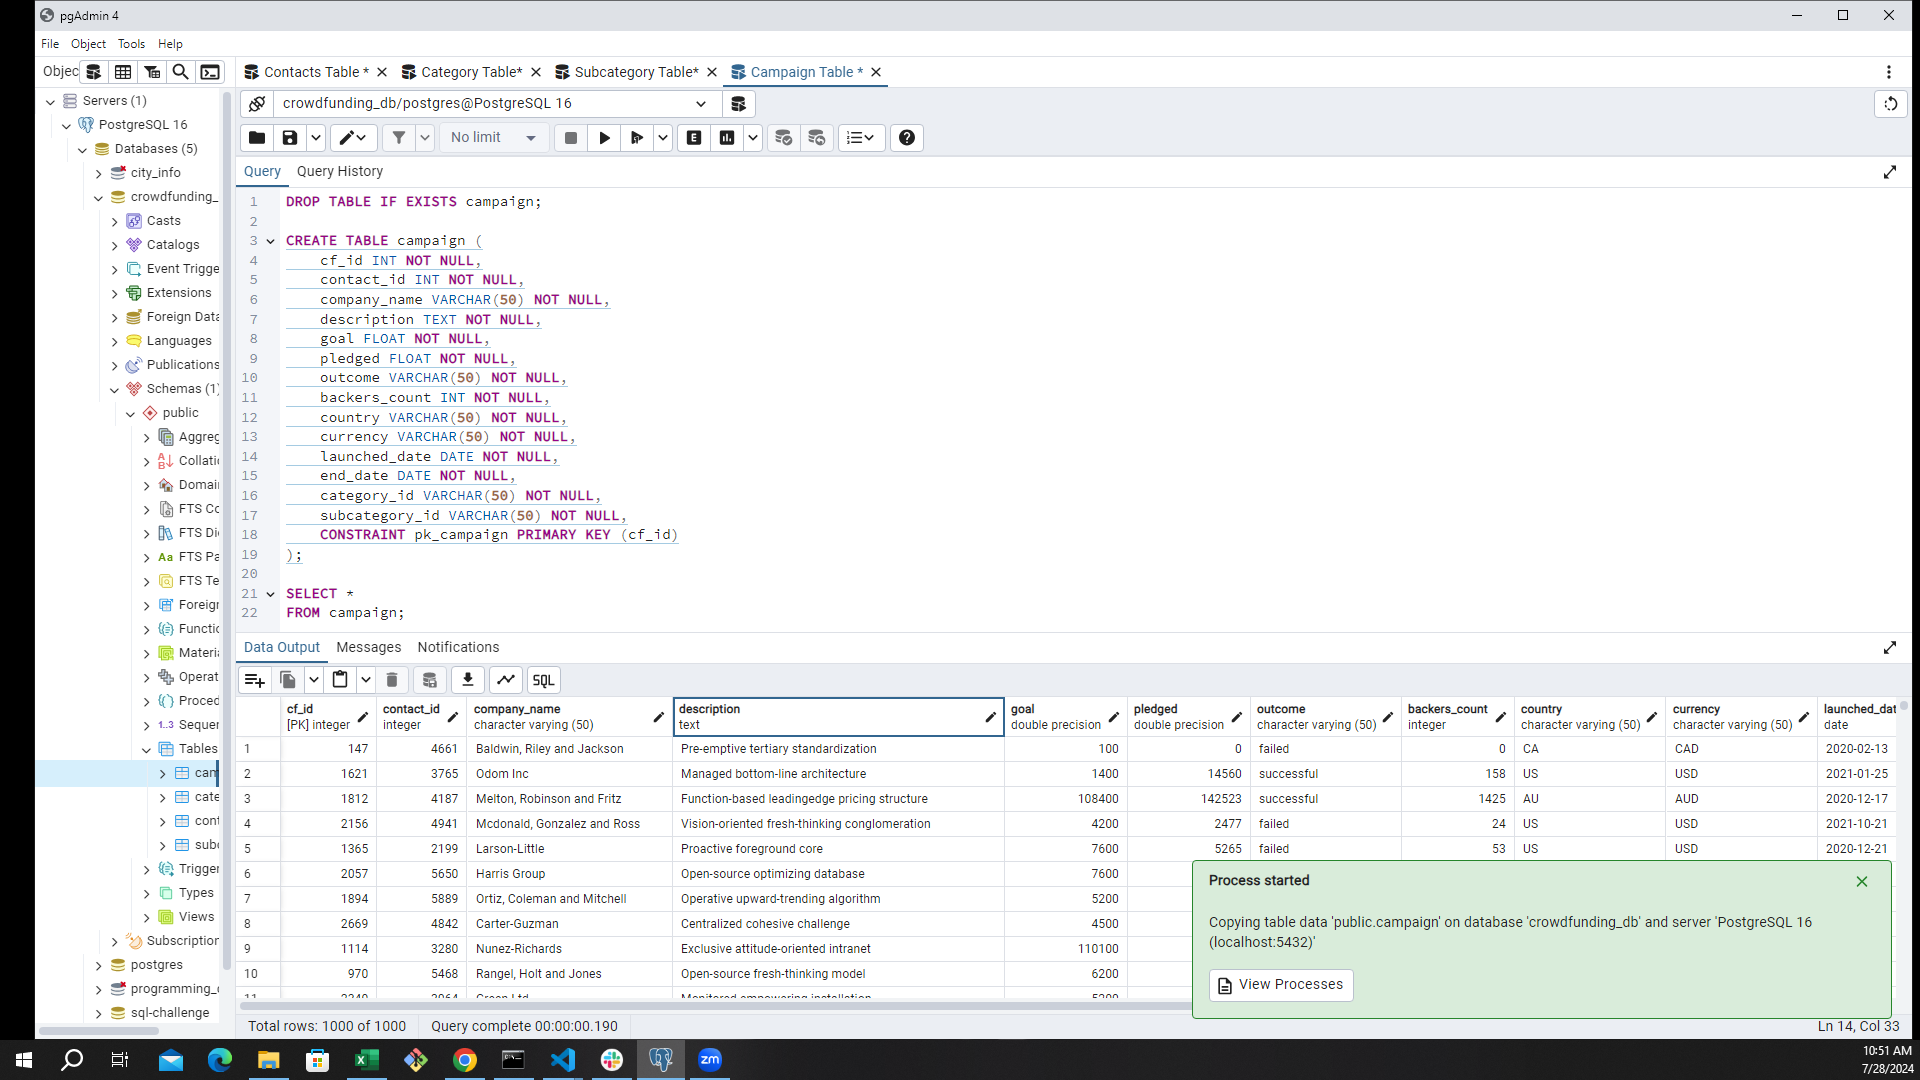 pgAdmin 4
File Object Tools Help
Objec
Contacts Table * Category Table* Subcategory Table* Campaign Table *
Servers (1)
PostgreSQL 16
Databases (5)
city_info
crowdfunding_
Casts
Catalogs
Event Trigge
Extensions
Foreign Data
Languages
Publications
Schemas (1)
public
Aggreg
Collatio
Domain
FTS Co
FTS Dic
Aa FTS Pa
FTS Te
Foreign
Functio
Materia
Operat
Proced
1..3 Sequen
Tables
cam
cate
cont
subc
Trigger
Types
Views
Subscription
postgres
programming_
sql-challenge
crowdfunding_db/postgres@PostgreSQL 16
No limit
E
Query Query History
1 DROP TABLE IF EXISTS campaign;
2
3 CREATE TABLE campaign (
4 cf_id INT NOT NULL,
5 contact_id INT NOT NULL,
6 company_name VARCHAR(50) NOT NULL,
7 description TEXT NOT NULL,
8 goal FLOAT NOT NULL,
9 pledged FLOAT NOT NULL,
10 outcome VARCHAR(50) NOT NULL,
11 backers_count INT NOT NULL,
12 country VARCHAR(50) NOT NULL,
13 currency VARCHAR(50) NOT NULL,
14 launched_date DATE NOT NULL,
15 end_date DATE NOT NULL,
16 category_id VARCHAR(50) NOT NULL,
17 subcategory_id VARCHAR(50) NOT NULL,
18 CONSTRAINT pk_campaign PRIMARY KEY (cf_id)
19 );
20
21 SELECT *
22 FROM campaign;
Data Output Messages Notifications
SQL
cf_id contact_id company_name description goal pledged outcome backers_count country currency launched_dat
[PK] integer integer character varying (50) text double precision double precision character varying (50) integer character varying (50) character varying (50) date
1 147 4661 Baldwin, Riley and Jackson Pre-emptive tertiary standardization 100 0 failed 0 CA CAD 2020-02-13
2 1621 3765 Odom Inc Managed bottom-line architecture 1400 14560 successful 158 US USD 2021-01-25
3 1812 4187 Melton, Robinson and Fritz Function-based leadingedge pricing structure 108400 142523 successful 1425 AU AUD 2020-12-17
4 2156 4941 Mcdonald, Gonzalez and Ross Vision-oriented fresh-thinking conglomeration 4200 2477 failed 24 US USD 2021-10-21
5 1365 2199 Larson-Little Proactive foreground core 7600 5265 failed 53 US USD 2020-12-21
6 2057 5650 Harris Group Open-source optimizing database 7600
7 1894 5889 Ortiz, Coleman and Mitchell Operative upward-trending algorithm 5200
8 2669 4842 Carter-Guzman Centralized cohesive challenge 4500
9 1114 3280 Nunez-Richards Exclusive attitude-oriented intranet 110100
10 970 5468 Rangel, Holt and Jones Open-source fresh-thinking model 6200
Process started
Copying table data 'public.campaign' on database 'crowdfunding_db' and server 'PostgreSQL 16
(localhost:5432)'
View Processes
Total rows: 1000 of 1000 Query complete 00:00:00.190 Ln 14, Col 33
zm
10:51 AM
7/28/2024